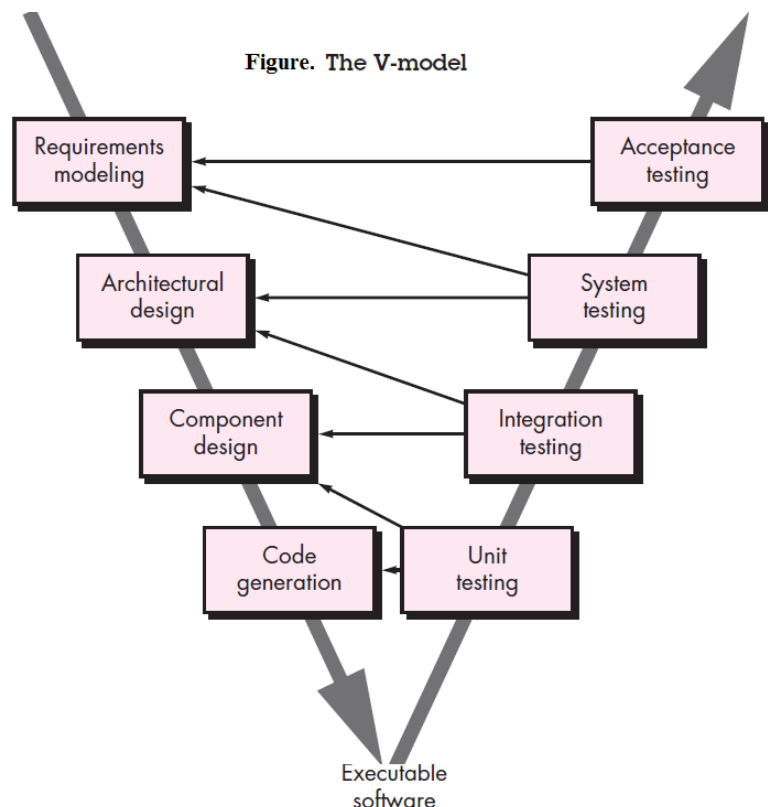 Figure. The V-model
Requirements
modeling
Acceptance
testing
Architectural
design
System
testing
Component
design
Integration
testing
Code
generation
Unit
testing
Executable
software